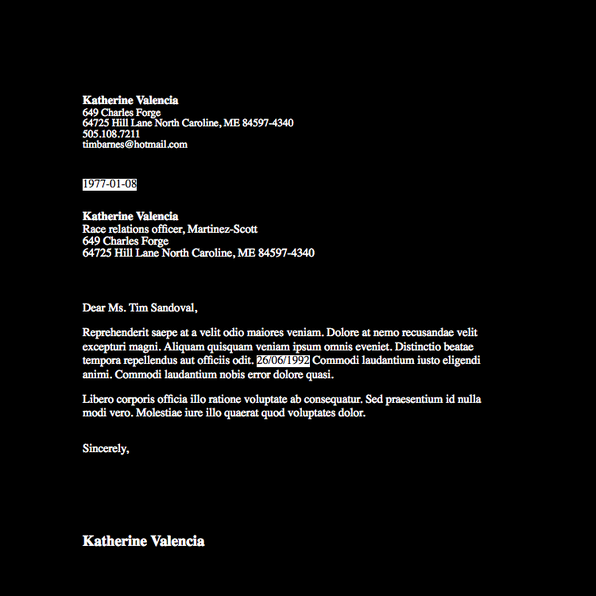 Katherine Valencia
649 Charles Forge
64725 Hill Lane North Caroline, ME 84597-4340
505.108.7211
timbarnes@hotmail.com
1977-01-08
Katherine Valencia
Race relations officer, Martinez-Scott
649 Charles Forge
64725 Hill Lane North Caroline, ME 84597-4340
Dear Ms. Tim Sandoval,
Reprehenderit saepe at a velit odio maiores veniam. Dolore at nemo recusandae velit
excepturi magni. Aliquam quisquam veniam ipsum omnis eveniet. Distinctio beatae
tempora repellendus aut officiis odit. 26/06/1992 Commodi laudantium iusto eligendi
animi. Commodi laudantium nobis error dolore quasi.
Libero corporis officia illo ratione voluptate ab consequatur. Sed praesentium id nulla
modi vero. Molestiae iure illo quaerat quod voluptates dolor.
Sincerely,
Katherine Valencia